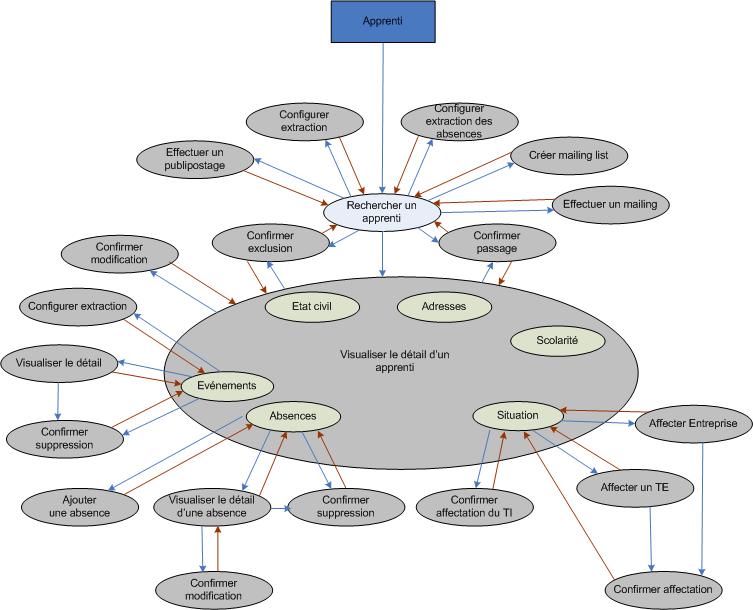 Apprenti
Configurer
extraction
Configurer
extraction des
absences
Effectuer un
publipostage
Créer mailing list
Rechercher un
apprenti
Effectuer un mailing
Confirmer
exclusion
Confirmer
passage
Confirmer
modification
Etat civil
Adresses
Configurer extraction
Scolarité
Visualiser le détail d'un
apprenti
Visualiser le détail
Evénements
Absences
Situation
Affecter Entreprise
Confirmer
suppression
Affecter un TE
Ajouter
une absence
Visualiser le détail
d'une absence
Confirmer
suppression
Confirmer
affectation du TI
Confirmer
modification
Confirmer affectation